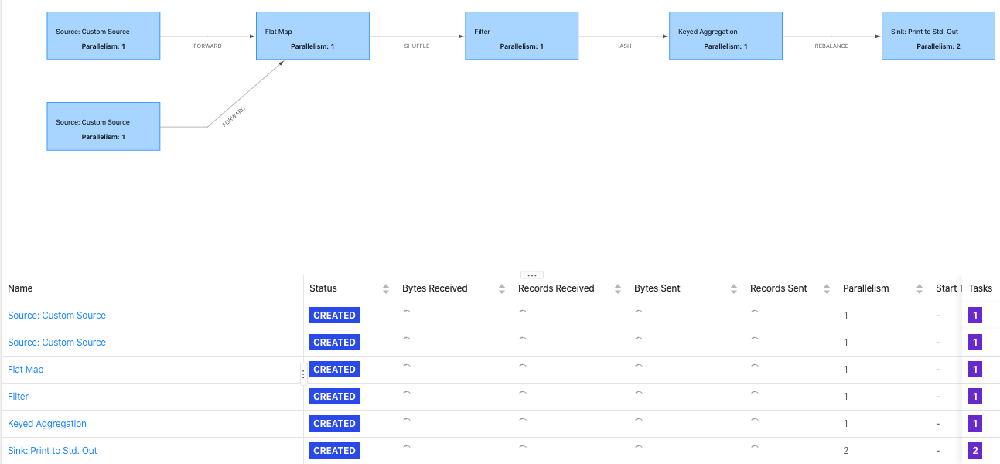 Source: Custom Source
Parallelism: 1
FORWARD
Flat Map
Parallelism: 1
SHUFFLE
Filter
Parallelism: 1
HASH
Keyed Aggregation
Parallelism: 1
REBALANCE
Sink: Print to Std. Out
Parallelism: 2
Source: Custom Source
Parallelism: 1
FORWARD
Name Status Bytes Received Records Received Bytes Sent Records Sent Parallelism Start T Tasks
Source: Custom Source CREATED 1 - 1
Source: Custom Source CREATED 1 - 1
Flat Map CREATED 1 - 1
Filter CREATED 1 - 1
Keyed Aggregation CREATED 1 - 1
Sink: Print to Std. Out CREATED 2 - 2